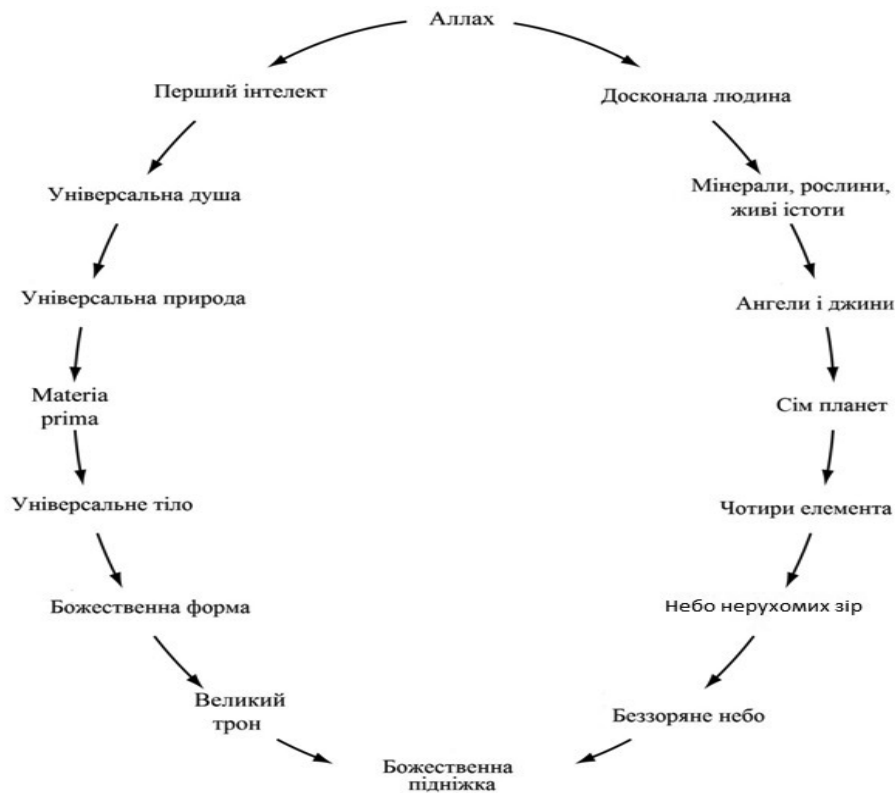 Аллах
Перший інтелект
Досконала людина
Універсальна душа
Мінерали, рослини,
живі істоти
Універсальна природа
Ангели і джини
Materia
prima
Сім планет
Універсальне тіло
Чотири елемента
Божественна форма
Небо нерухомих зір
Великий
трон
Беззоряне небо
Божественна
підніжка